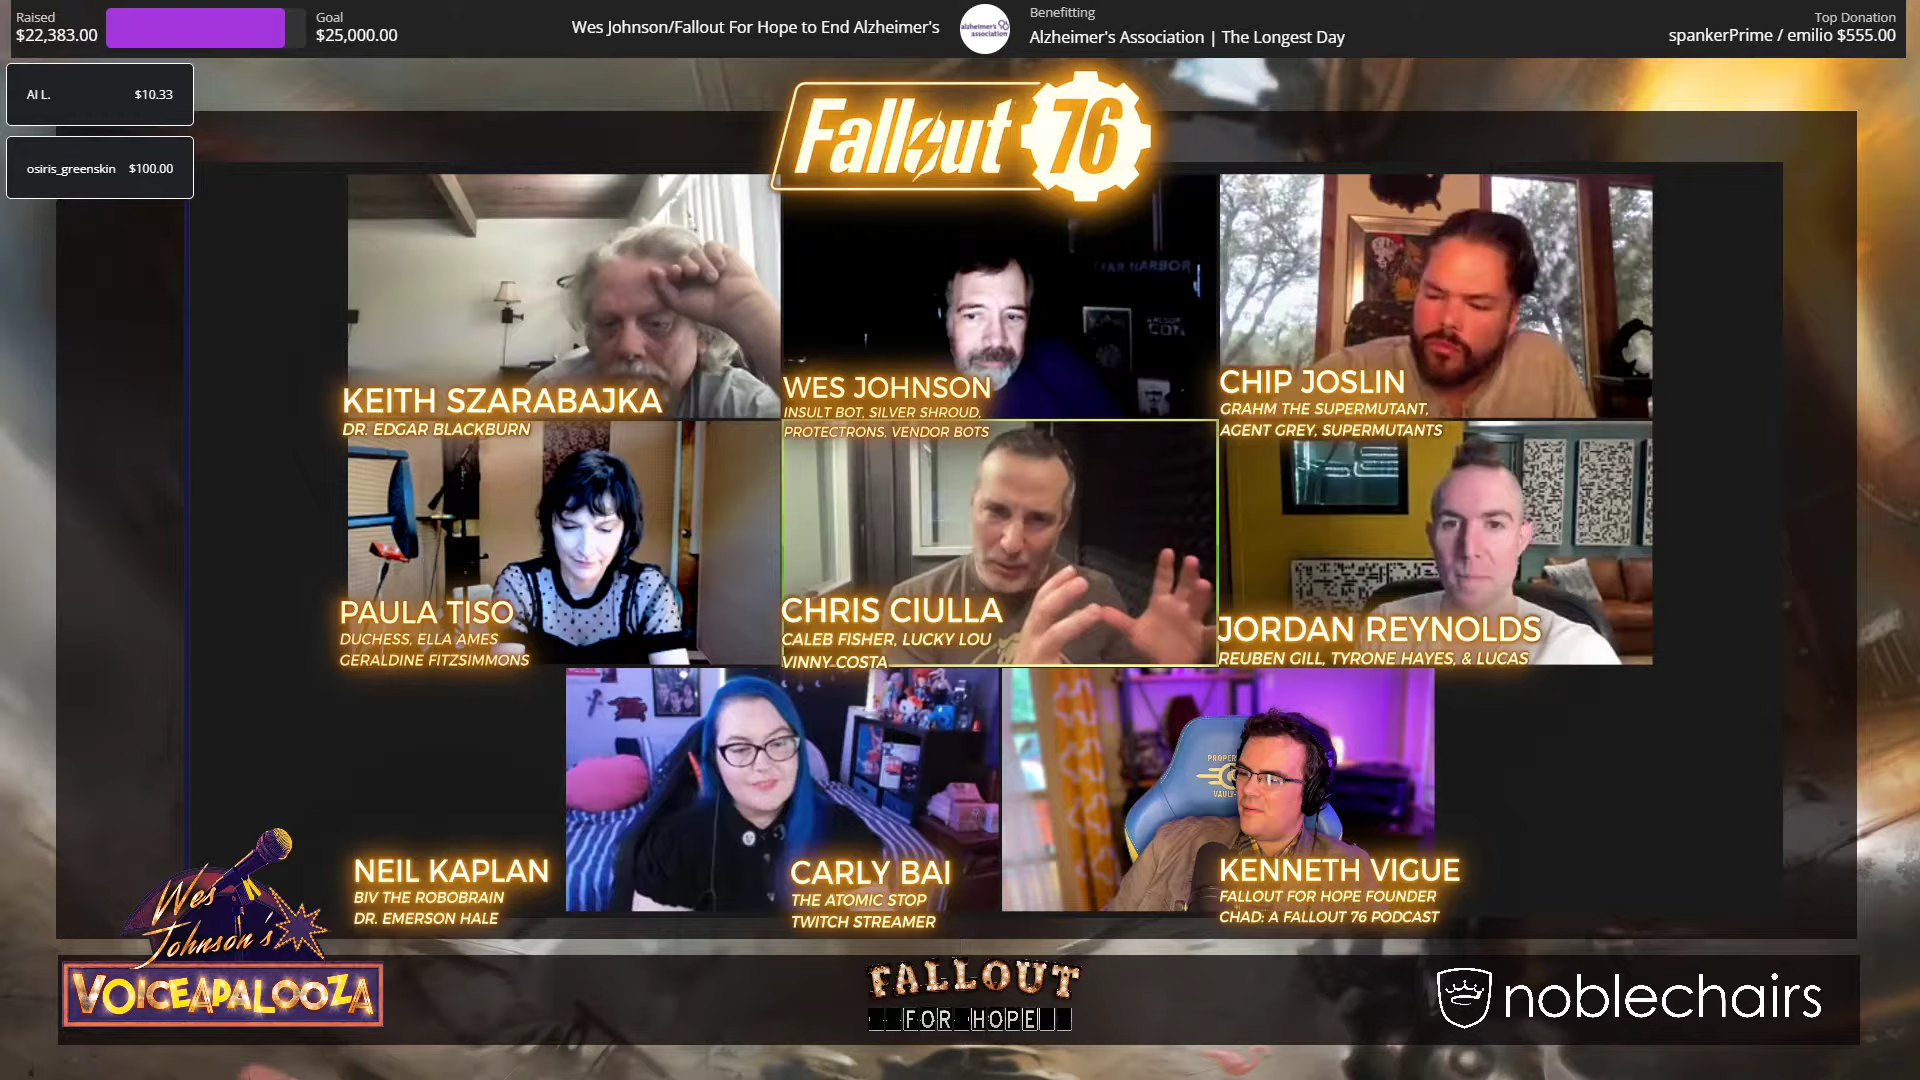 Raised
$22,383.00
Goal
$25,000.00
Wes Johnson/Fallout For Hope to End Alzheimer's
alzheimer's association
Benefitting
Alzheimer's Association | The Longest Day
Top Donation
spankerPrime / emilio $555.00
Al L. $10.33
osiris_greenskin $100.00
Fallout 76
KEITH SZARABAJKA
DR. EDGAR BLACKBURN
WES JOHNSON
INSULT BOT, SILVER SHROUD,
PROTECTRONS, VENDOR BOTS
CHIP JOSLIN
GRAHM THE SUPERMUTANT,
AGENT GREY, SUPERMUTANTS
PAULA TISO
DUCHESS, ELLA AMES
GERALDINE FITZSIMMONS
CHRIS CIULLA
CALEB FISHER, LUCKY LOU
VINNY COSTA
JORDAN REYNOLDS
REUBEN GILL, TYRONE HAYES, & LUCAS
NEIL KAPLAN
BIV THE ROBOBRAIN
DR. EMERSON HALE
CARLY BAI
THE ATOMIC STOP
TWITCH STREAMER
KENNETH VIGUE
FALLOUT FOR HOPE FOUNDER
CHAD: A FALLOUT 76 PODCAST
Wes
Johnson's
VOICEAPALOOZA
FALLOUT
FOR HOPE
noblechairs